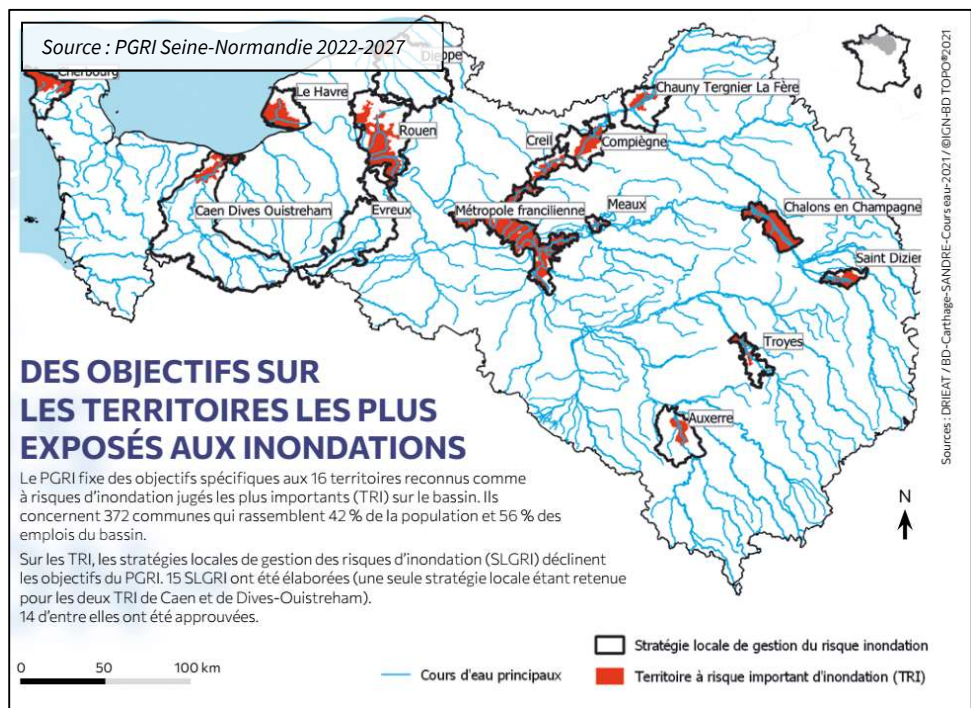 Source : PGRI Seine-Normandie 2022-2027
Cherbourg
Dieppe
Le Havre
Rouen
Chauny Tergnier La Fère
Creil
Compiègne
Caen Dives Ouistreham
Evreux
Métropole francilienne
Meaux
Chalons en Champagne
Saint Dizier
Troyes
Auxerre
DES OBJECTIFS SUR
LES TERRITOIRES LES PLUS
EXPOSÉS AUX INONDATIONS
Le PGRI fixe des objectifs spécifiques aux 16 territoires reconnus comme
à risques d'inondation jugés les plus importants (TRI) sur le bassin. Ils
concernent 372 communes qui rassemblent 42 % de la population et 56 % des
emplois du bassin.
Sur les TRI, les stratégies locales de gestion des risques d'inondation (SLGRI) déclinent
les objectifs du PGRI. 15 SLGRI ont été élaborées (une seule stratégie locale étant retenue
pour les deux TRI de Caen et de Dives-Ouistreham).
14 d'entre elles ont été approuvées.
0 50 100 km
Cours d'eau principaux
Stratégie locale de gestion du risque inondation
Territoire à risque important d'inondation (TRI)
N
Sources : DRIEAT / BD-Carthage-SANDRE-Cours eau-2021 / ©IGN-BD TOPO®2021